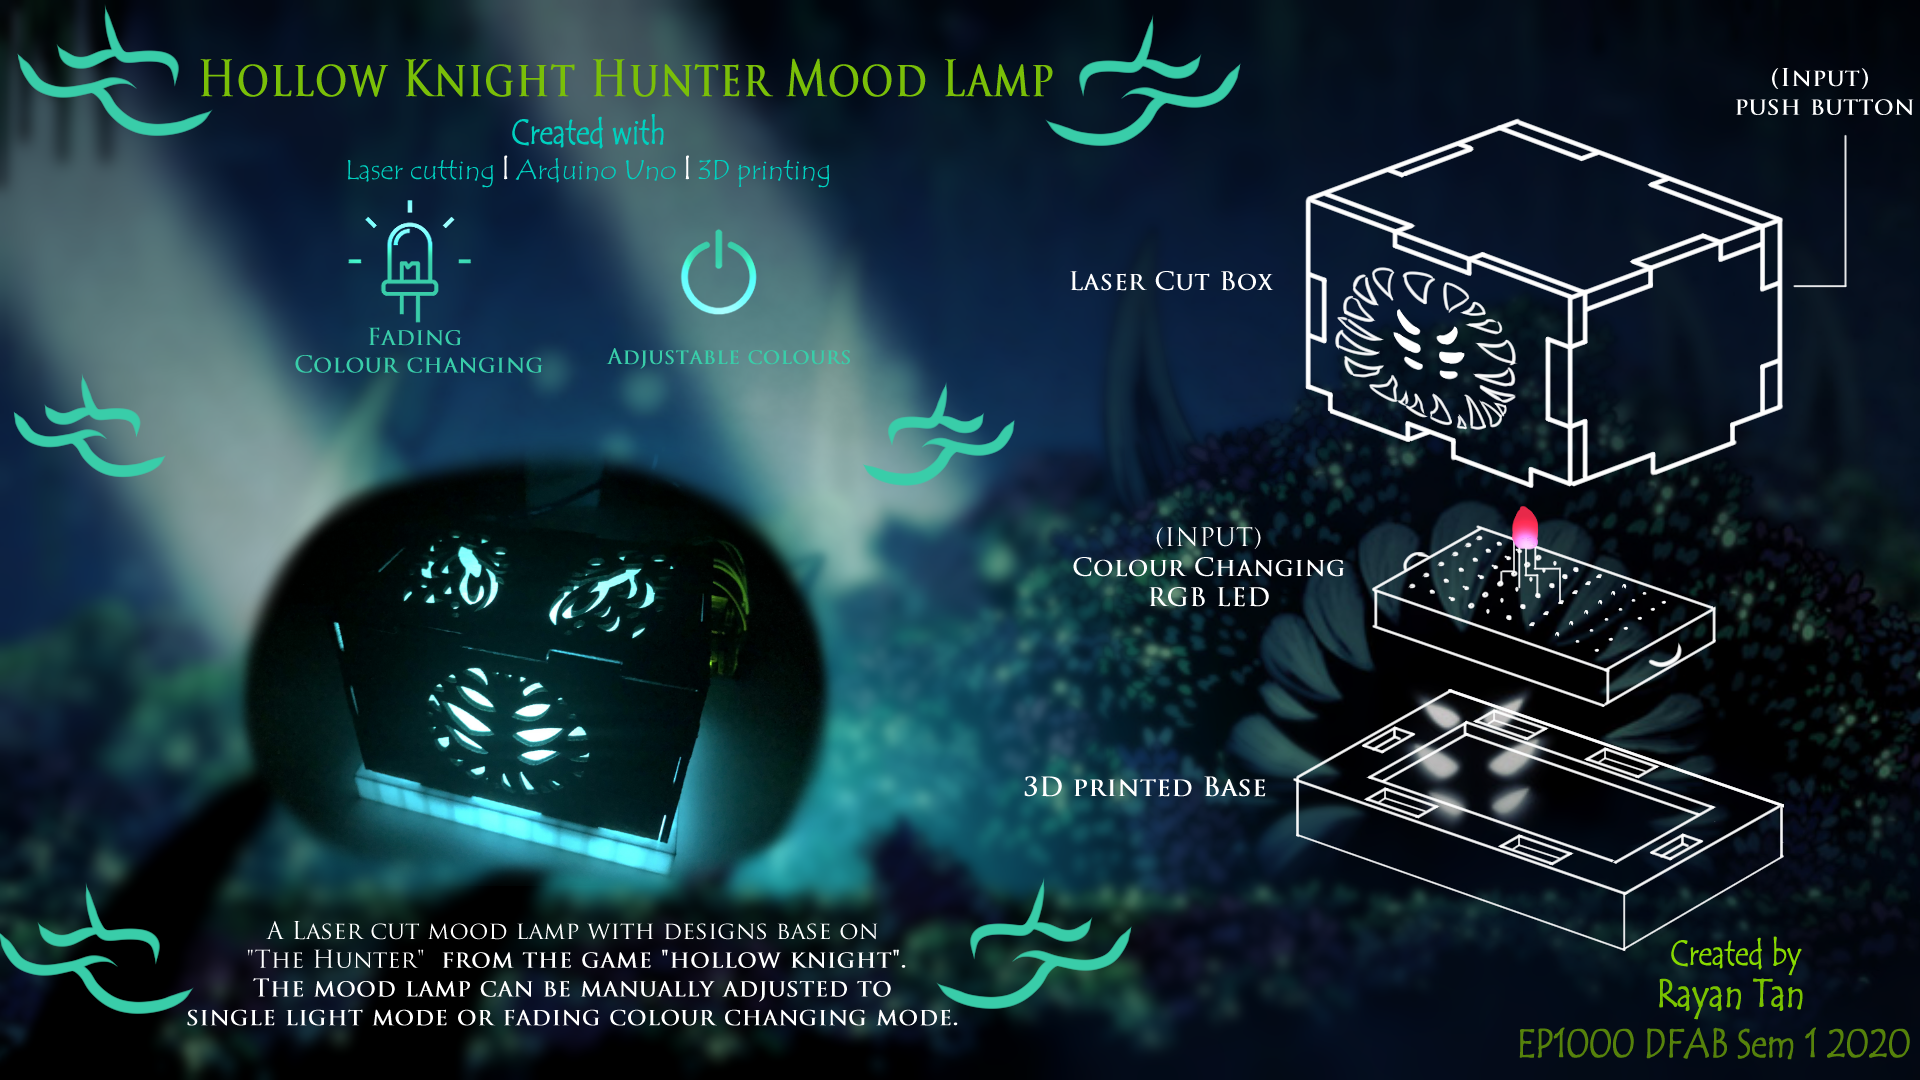 Hollow Knight Hunter Mood Lamp
Created with
Laser cutting | Arduino Uno | 3D printing
Fading
Colour changing
Adjustable colours
(Input)
push button
Laser Cut Box
(INPUT)
Colour Changing
RGB LED
3D printed Base
A Laser cut mood lamp with designs base on
"The Hunter" from the game "hollow knight".
The mood lamp can be manually adjusted to
single light mode or fading colour changing mode.
Created by
Rayan Tan
EP1000 DFAB Sem 1 2020